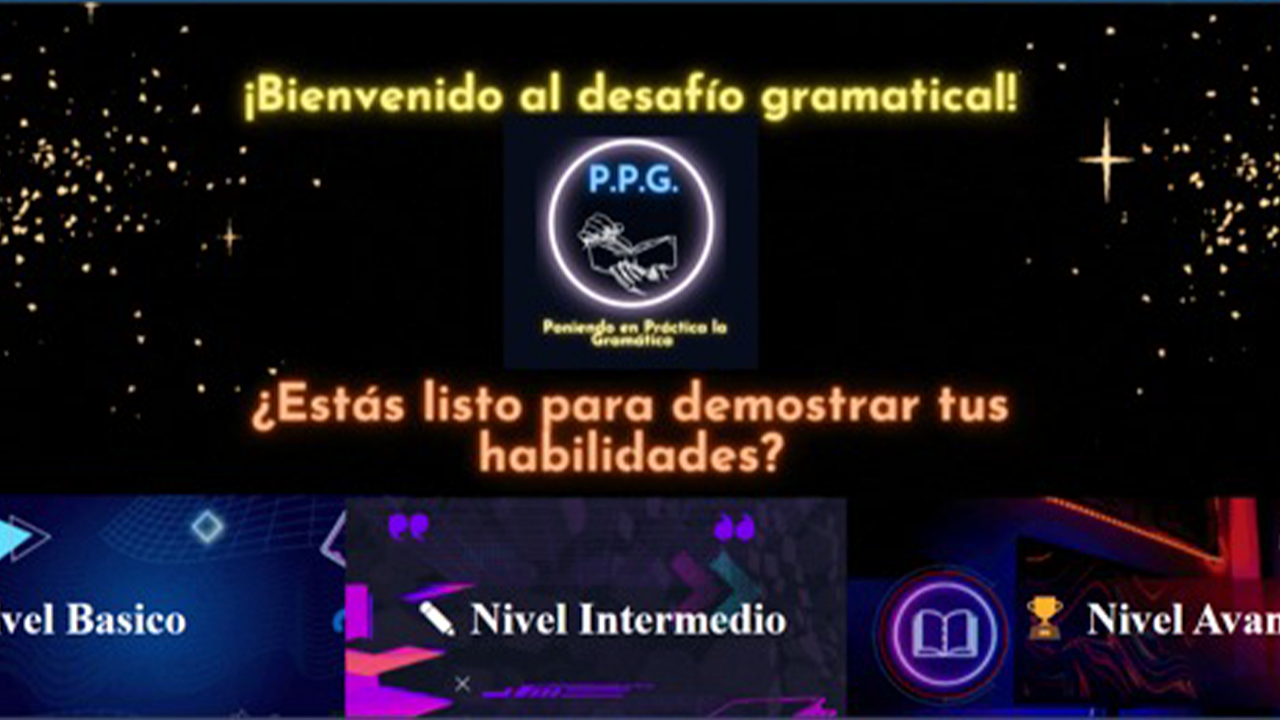 ¡Bienvenido al desafío gramatical!
P.P.G.
Poniendo en Práctica la
Gramática
¿Estás listo para demostrar tus
habilidades?
vel Basico
Nivel Intermedio
Nivel Avan